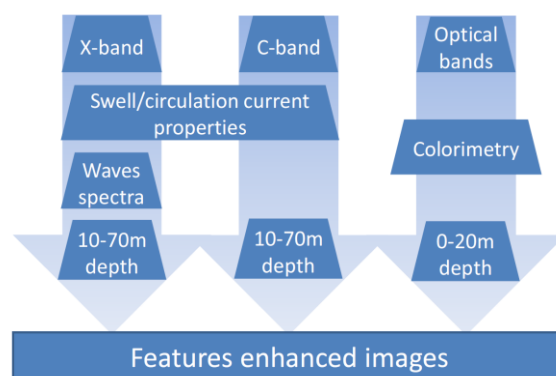 X-band
C-band
Optical
bands
Swell/circulation current
properties
Colorimetry
Waves
spectra
10-70m
depth
10-70m
depth
0-20m
depth
Features enhanced images